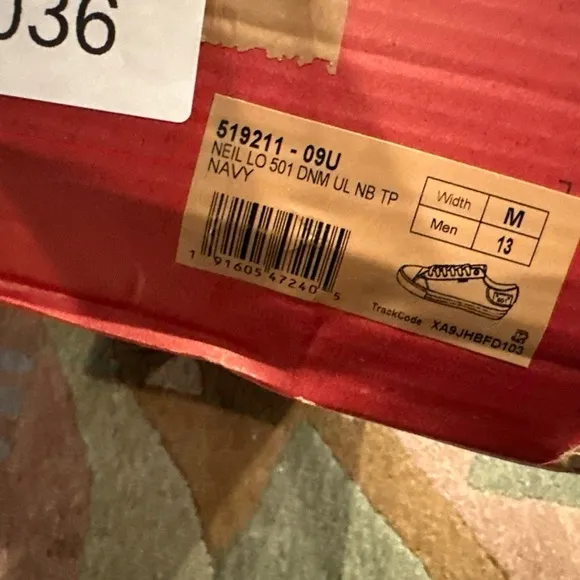 036
519211 - 09U
NEIL LO 501 DNM UL NB TP
NAVY
Width M
Men 13
1 91605 47240 5
TrackCode XA9JHBFD103